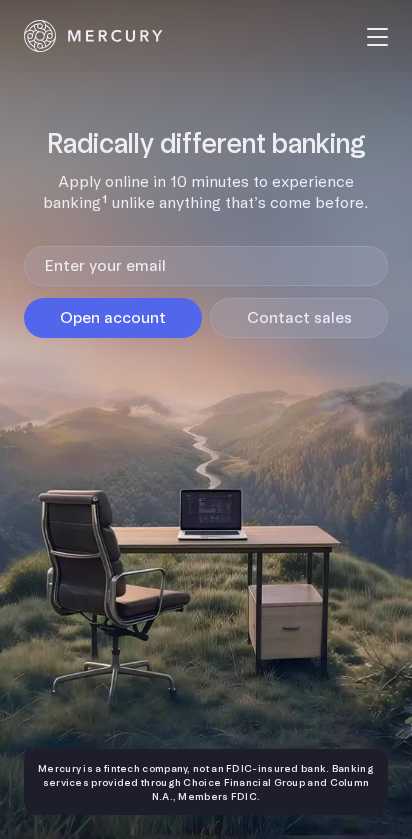 MERCURY
Radically different banking
Apply online in 10 minutes to experience
banking¹ unlike anything that’s come before.
Enter your email
Open account
Contact sales
Mercury is a fintech company, not an FDIC-insured bank. Banking
services provided through Choice Financial Group and Column
N.A., Members FDIC.